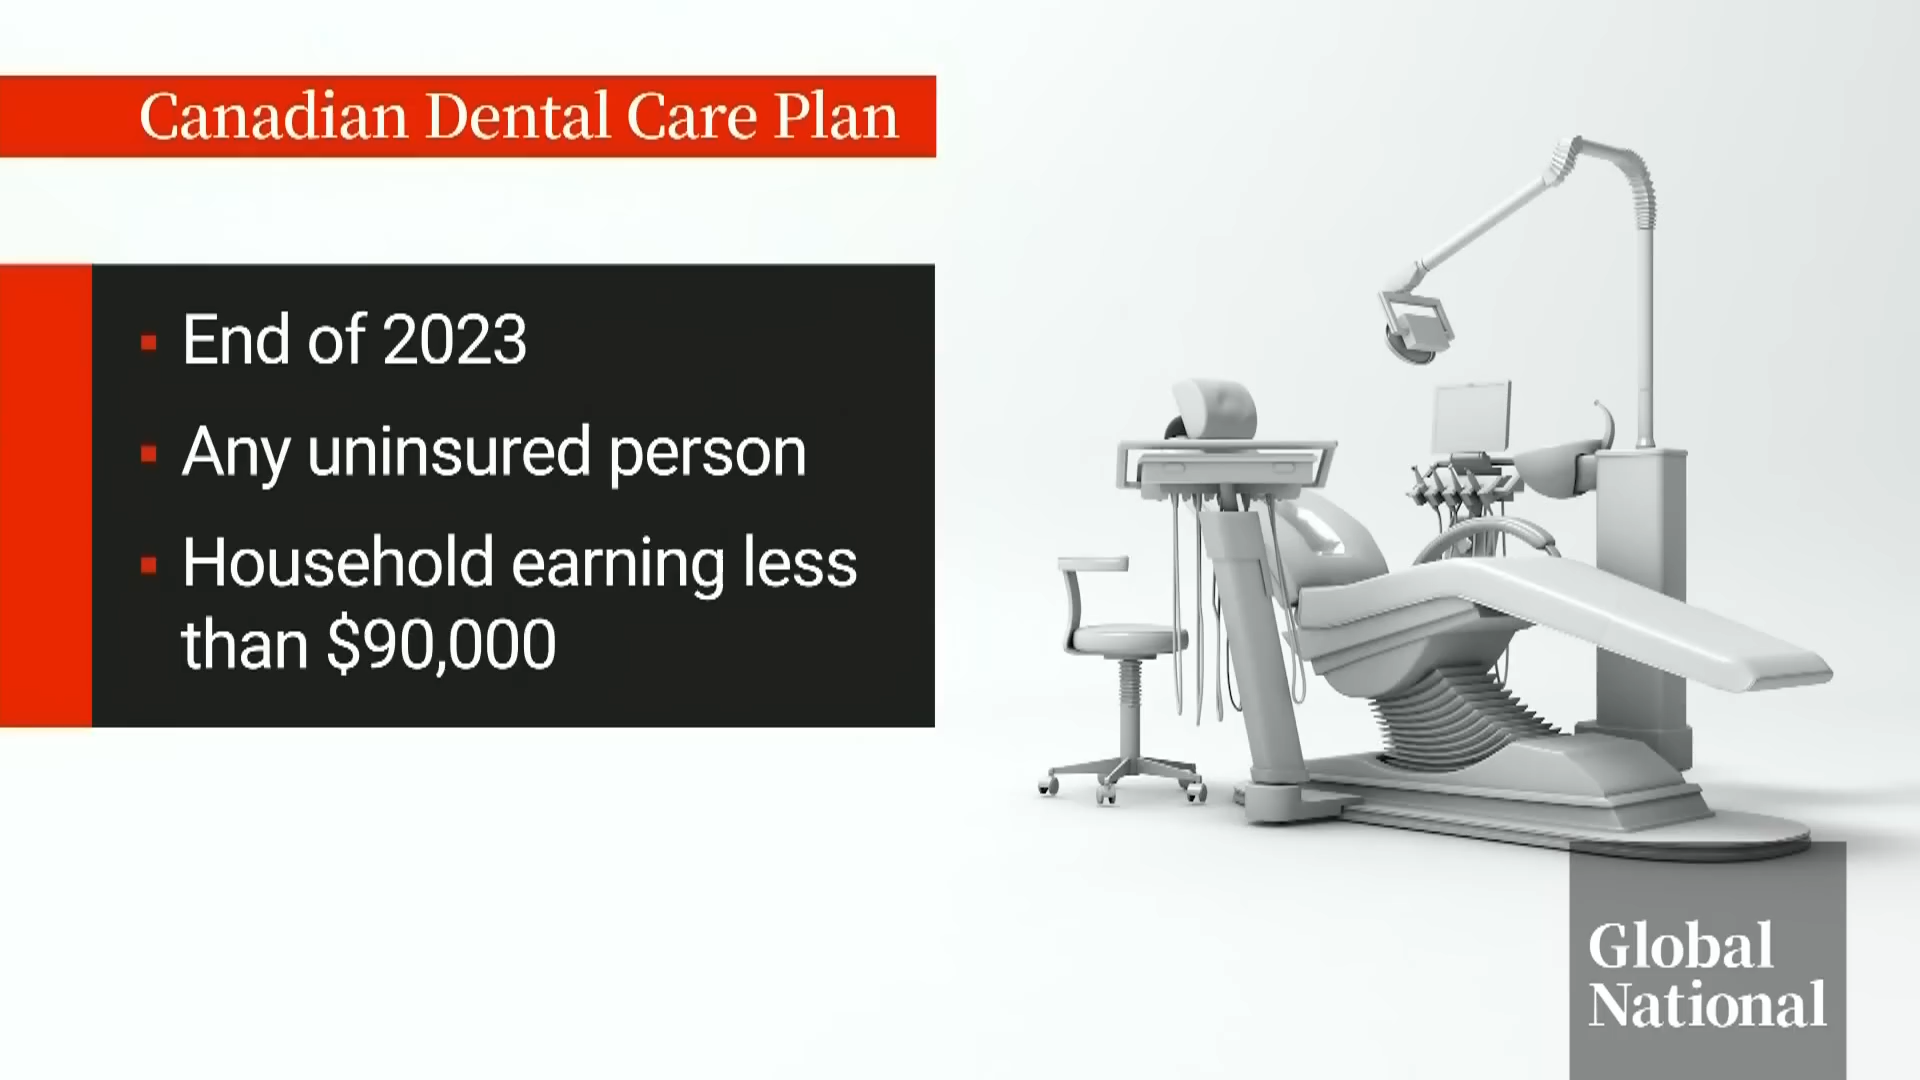 Canadian Dental Care Plan
▪ End of 2023
▪ Any uninsured person
▪ Household earning less
than $90,000
Global
National